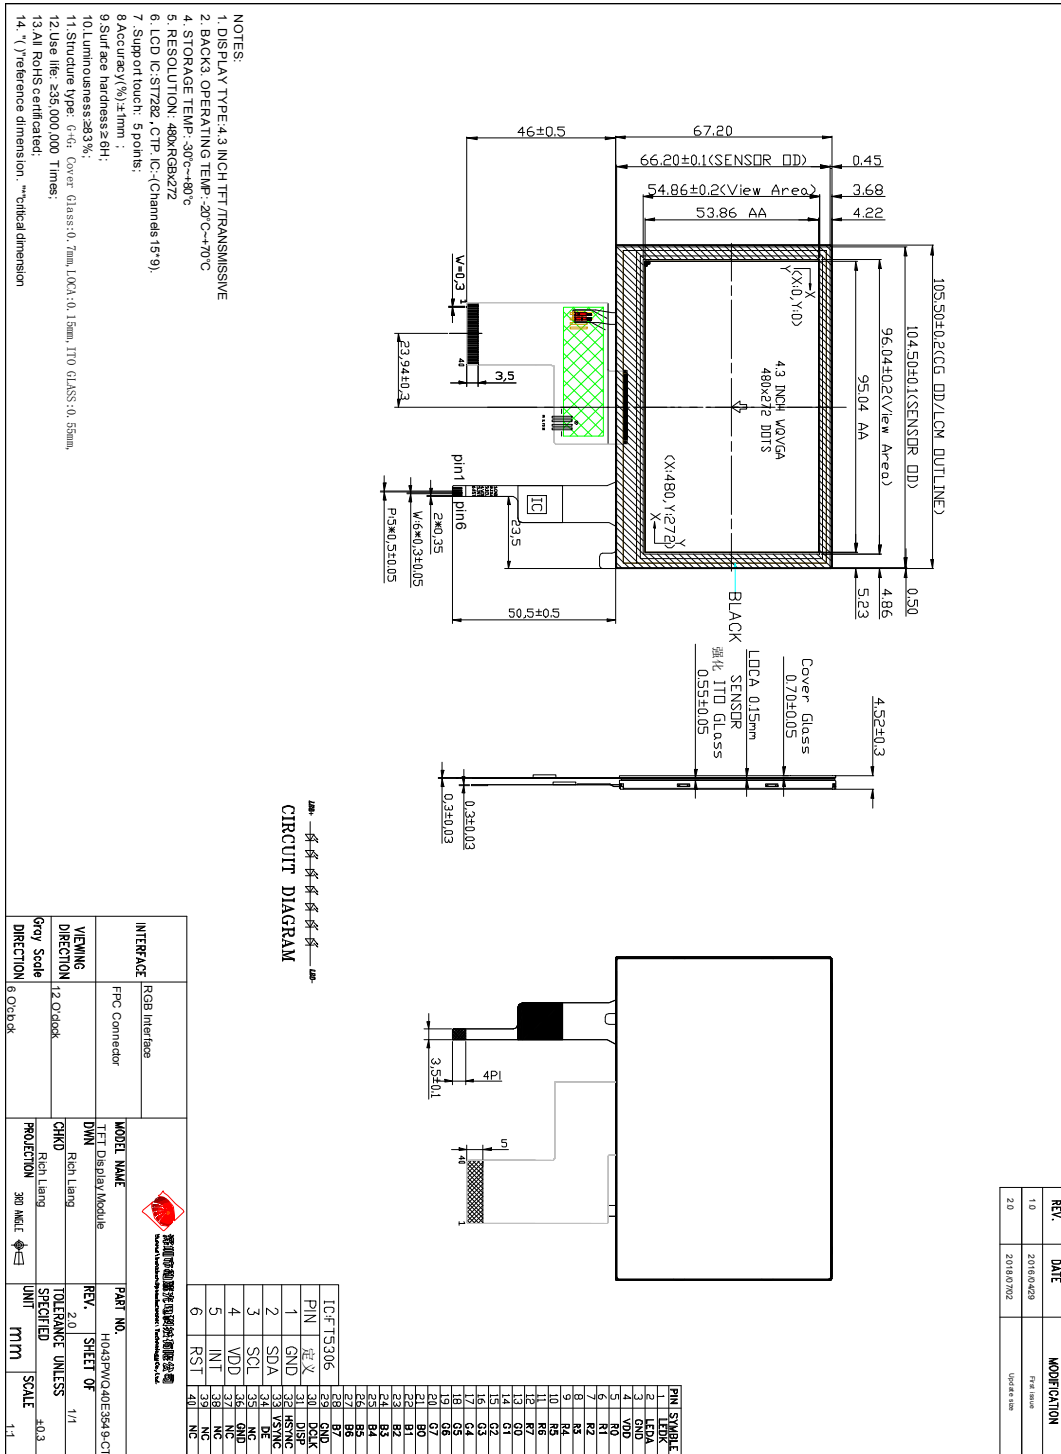 NOTES:
1. DISPLAY TYPE:4.3 INCH TFT /TRANSMISSIVE
2. BACK3. OPERATING TEMP:-20°C~+70°C
4. STORAGE TEMP:-30°c~+80°c
5. RESOLUTION: 480xRGBx272
6. LCD IC:ST7282 , CTP. IC:-(Channels 15*9).
7 .Support touch: 5 points;
8 Accuracy(%):±1mm ;
9.Surface hardness≥6H;
10.Luminousness:≥83%;
11.Structure type: G+G: Cover Glass:0.7mm, LOCA:0.15mm, ITO GLASS:0.55mm,
12.Use life: ≥35,000,000 Times;
13.All RoHS certificated;
14. "( )"reference dimension. "*"critical dimension
46±0.5
67.20
66.20±0.1(SENSOR OD)
0.45
54.86±0.2(View Area)
3.68
53.86 AA
4.22
105.50±0.2(CG OD/LCM OUTLINE)
104.50±0.1(SENSOR OD)
96.04±0.2(View Area)
95.04 AA
0.50
4.86
5.23
(X:0,Y:0)
X
Y
4.3 INCH WQVGA
480x272 DOTS
(X:480,Y:272)
X
Y
BLACK
W=0.3
1
40
3,5
23,94±0.3
pin1
pin6
IC
23,5
2*0,35
W:6*0,3±0.05
P:5*0,5±0.05
50,5±0.5
Cover Glass
0.70±0.05
LOCA 0.15mm
SENSOR
强化 ITO GLass
0.55±0.05
4,52±0,3
0,3±0,03
0,3±0,03
LED+
LED-
CIRCUIT DIAGRAM
3,5±0.1
4PI
5
40
1
REV.
DATE
MODIFICATION
1.0
2016/04/29
First issue
2.0
2018/07/02
Update size
INTERFACE
RGB Interface
FPC Connector
VIEWING
DIRECTION
12 O'clock
Gray Scale
DIRECTION
6 O'clock
MODEL NAME
TFT Display Module
DWN
Rich Liang
CHKD
Rich Liang
PROJECTION
3RD ANGLE
PART NO.
H043PWQ40E3549-CT
REV.
2.0
SHEET OF
1/1
TOLERANCE UNLESS
SPECIFIED
±0.3
UNIT
mm
SCALE
1:1
IC:FT5306
PIN 定义
1 GND
2 SDA
3 SCL
4 VDD
5 INT
6 RST
PIN SYMBLE
1 LEDK
2 LEDA
3 GND
4 VDD
5 R0
6 R1
7 R2
8 R3
9 R4
10 R5
11 R6
12 R7
13 G0
14 G1
15 G2
16 G3
17 G4
18 G5
19 G6
20 G7
21 B0
22 B1
23 B2
24 B3
25 B4
26 B5
27 B6
28 B7
29 GND
30 DCLK
31 DISP
32 HSYNC
33 VSYNC
34 DE
35 NC
36 GND
37 NC
38 NC
39 NC
40 NC